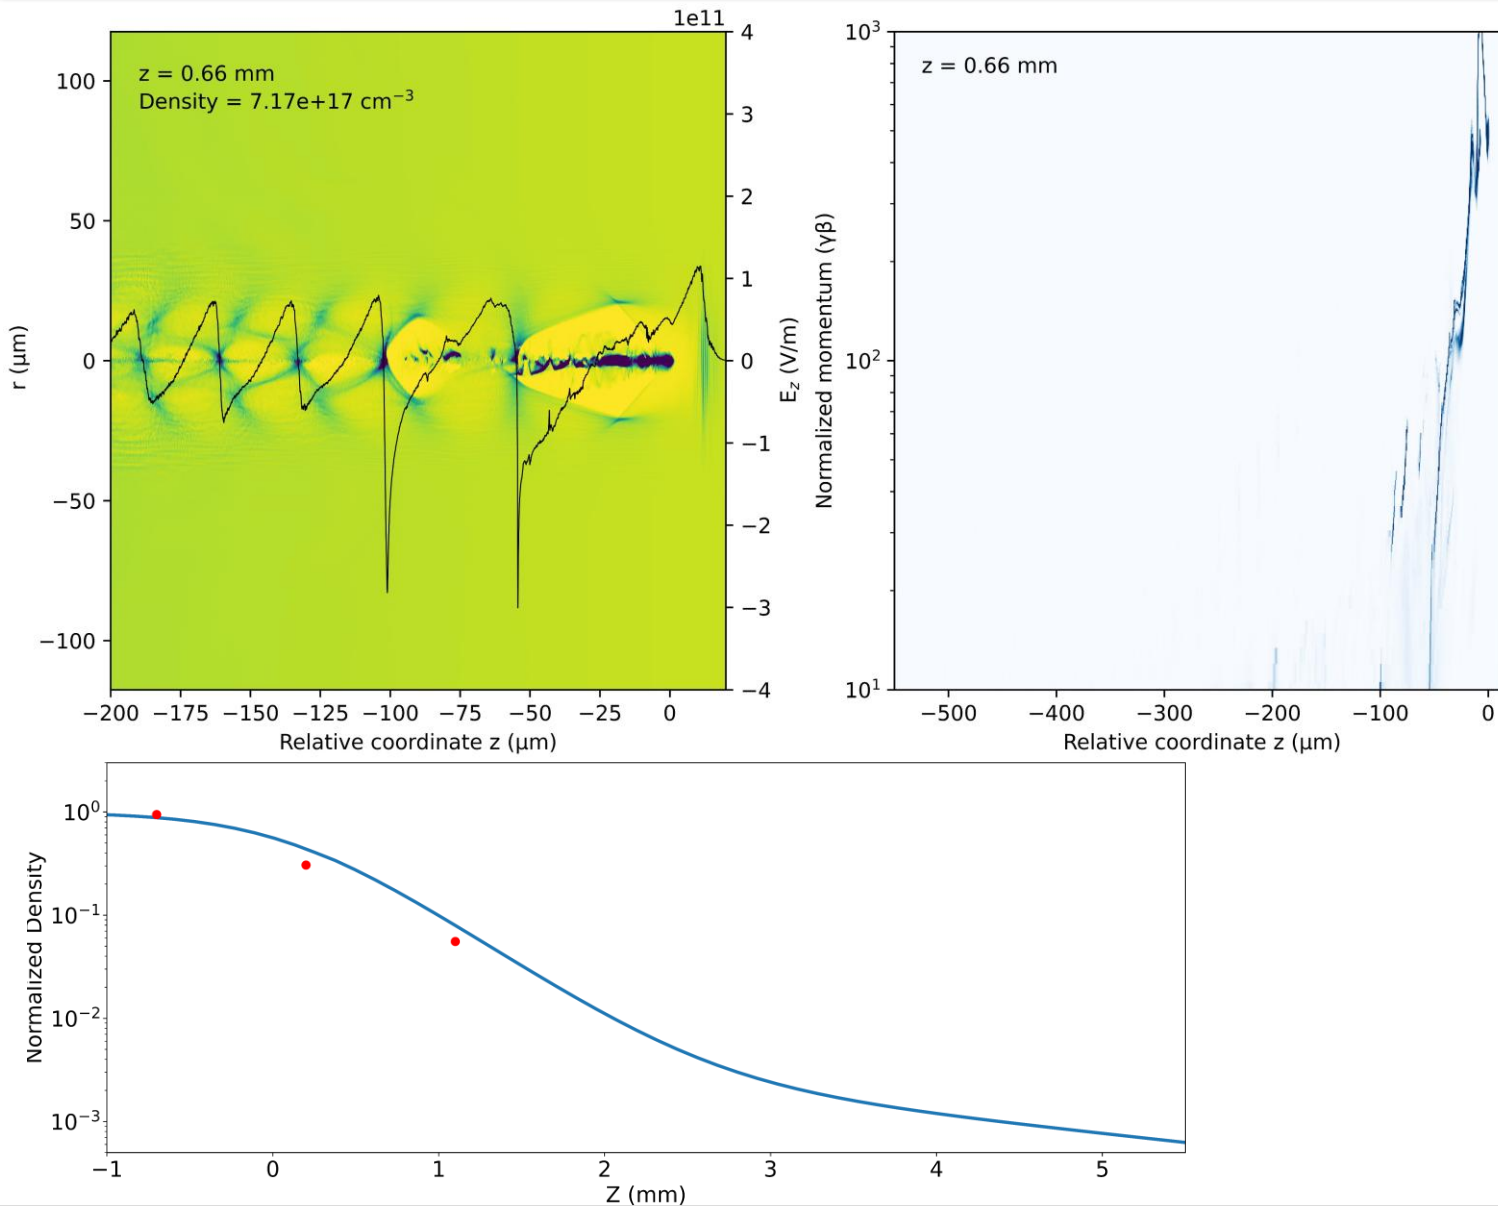 1e11
z = 0.66 mm
Density = 7.17e+17 cm⁻³
100
50
0
−50
−100
r (μm)
4
3
2
1
0
−1
−2
−3
−4
E_z (V/m)
−200 −175 −150 −125 −100 −75 −50 −25 0
Relative coordinate z (μm)
z = 0.66 mm
10³
10²
10¹
Normalized momentum (γβ)
−500 −400 −300 −200 −100 0
Relative coordinate z (μm)
10⁰
10⁻¹
10⁻²
10⁻³
Normalized Density
−1 0 1 2 3 4 5
Z (mm)